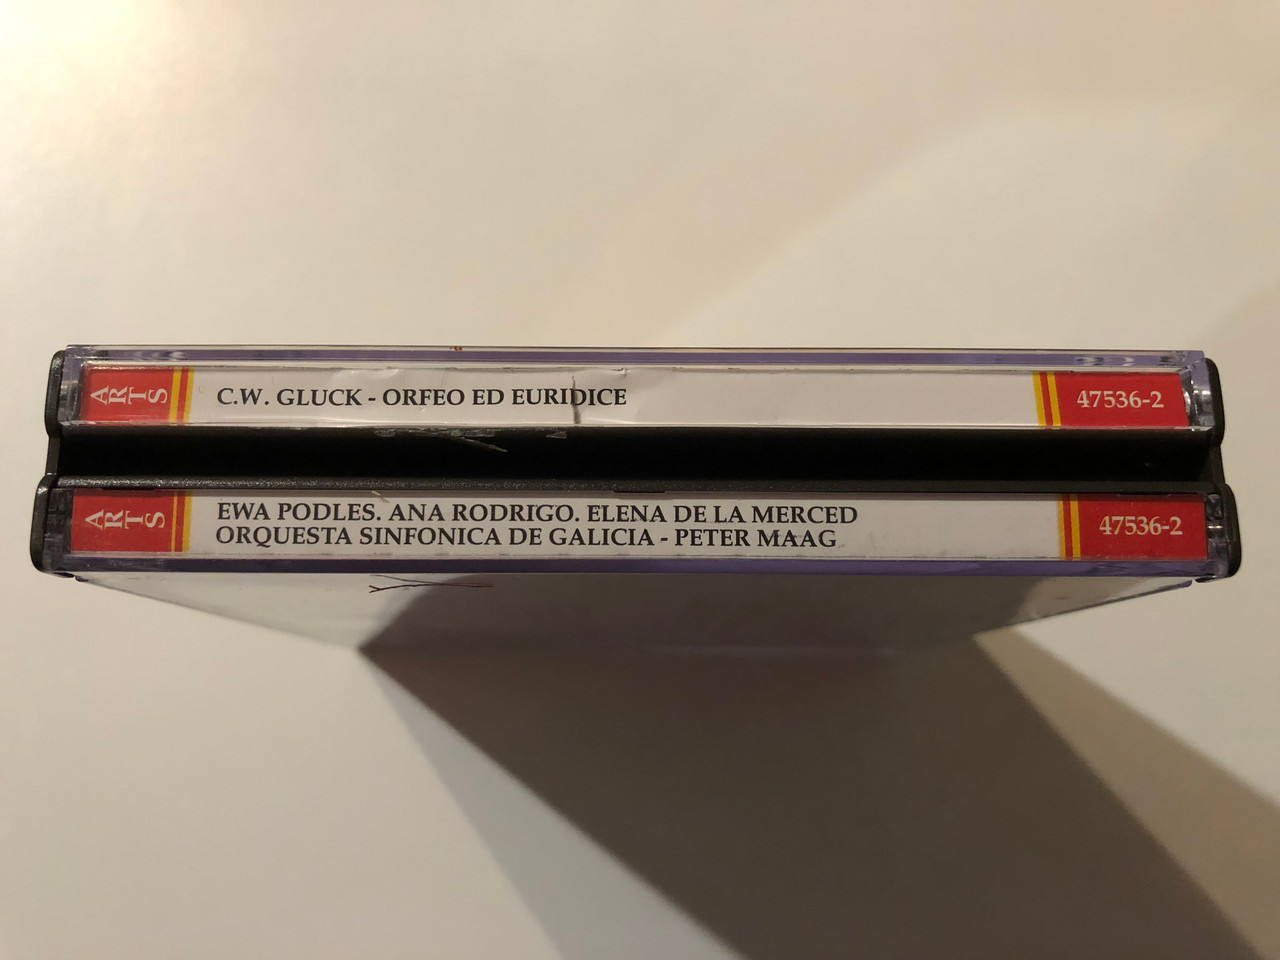 ARTS
C.W. GLUCK - ORFEO ED EURIDICE
47536-2
ARTS
EWA PODLES. ANA RODRIGO. ELENA DE LA MERCED
ORQUESTA SINFONICA DE GALICIA - PETER MAAG
47536-2